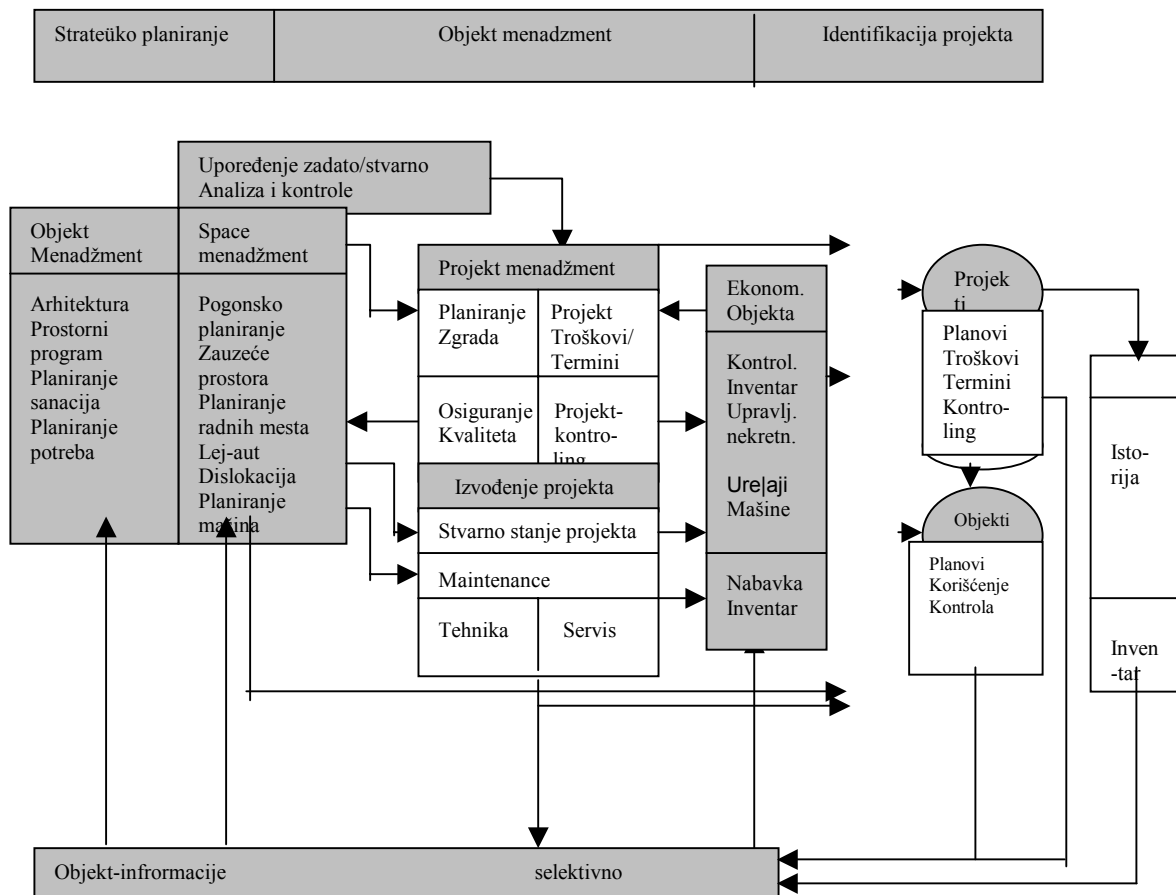 Strateüko planiranje
Objekt menadzment
Identifikacija projekta
Upoređenje zadato/stvarno
Analiza i kontrole
Objekt
Menadžment
Space
menadžment
Arhitektura
Prostorni
program
Planiranje
sanacija
Planiranje
potreba
Pogonsko
planiranje
Zauzeće
prostora
Planiranje
radnih mesta
Lej-aut
Dislokacija
Planiranje
mašina
Projekt menadžment
Planiranje
Zgrada
Projekt
Troškovi/
Termini
Osiguranje
Kvaliteta
Projekt-
kontro-
ling
Izvođenje projekta
Stvarno stanje projekta
Maintenance
Tehnika
Servis
Ekonom.
Objekta
Kontrol.
Inventar
Upravlj.
nekretn.
Ure|aji
Mašine
Nabavka
Inventar
Projek
ti
Planovi
Troškovi
Termini
Kontro-
ling
Objekti
Planovi
Korišćenje
Kontrola
Isto-
rija
Inven
-tar
Objekt-infrormacije
selektivno